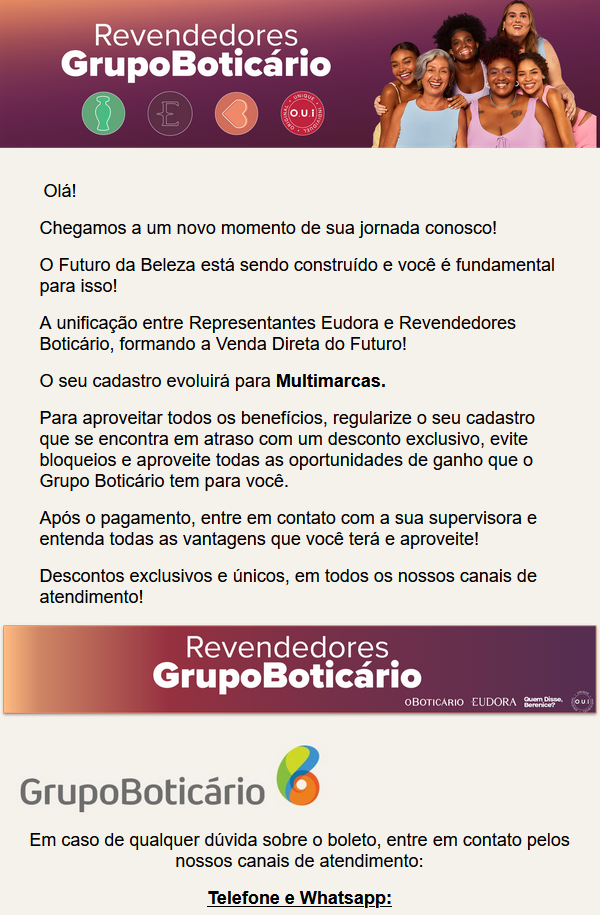 Revendedores
GrupoBoticário
E
ORIGINAL • UNIQUE • INDIVIDUEL •
O.U.i
Olá!
Chegamos a um novo momento de sua jornada conosco!
O Futuro da Beleza está sendo construído e você é fundamental
para isso!
A unificação entre Representantes Eudora e Revendedores
Boticário, formando a Venda Direta do Futuro!
O seu cadastro evoluirá para Multimarcas.
Para aproveitar todos os benefícios, regularize o seu cadastro
que se encontra em atraso com um desconto exclusivo, evite
bloqueios e aproveite todas as oportunidades de ganho que o
Grupo Boticário tem para você.
Após o pagamento, entre em contato com a sua supervisora e
entenda todas as vantagens que você terá e aproveite!
Descontos exclusivos e únicos, em todos os nossos canais de
atendimento!
Revendedores
GrupoBoticário
oBoticário EUDORA Quem Disse, Berenice? O.U.i
GrupoBoticário
Em caso de qualquer dúvida sobre o boleto, entre em contato pelos
nossos canais de atendimento:
Telefone e Whatsapp: